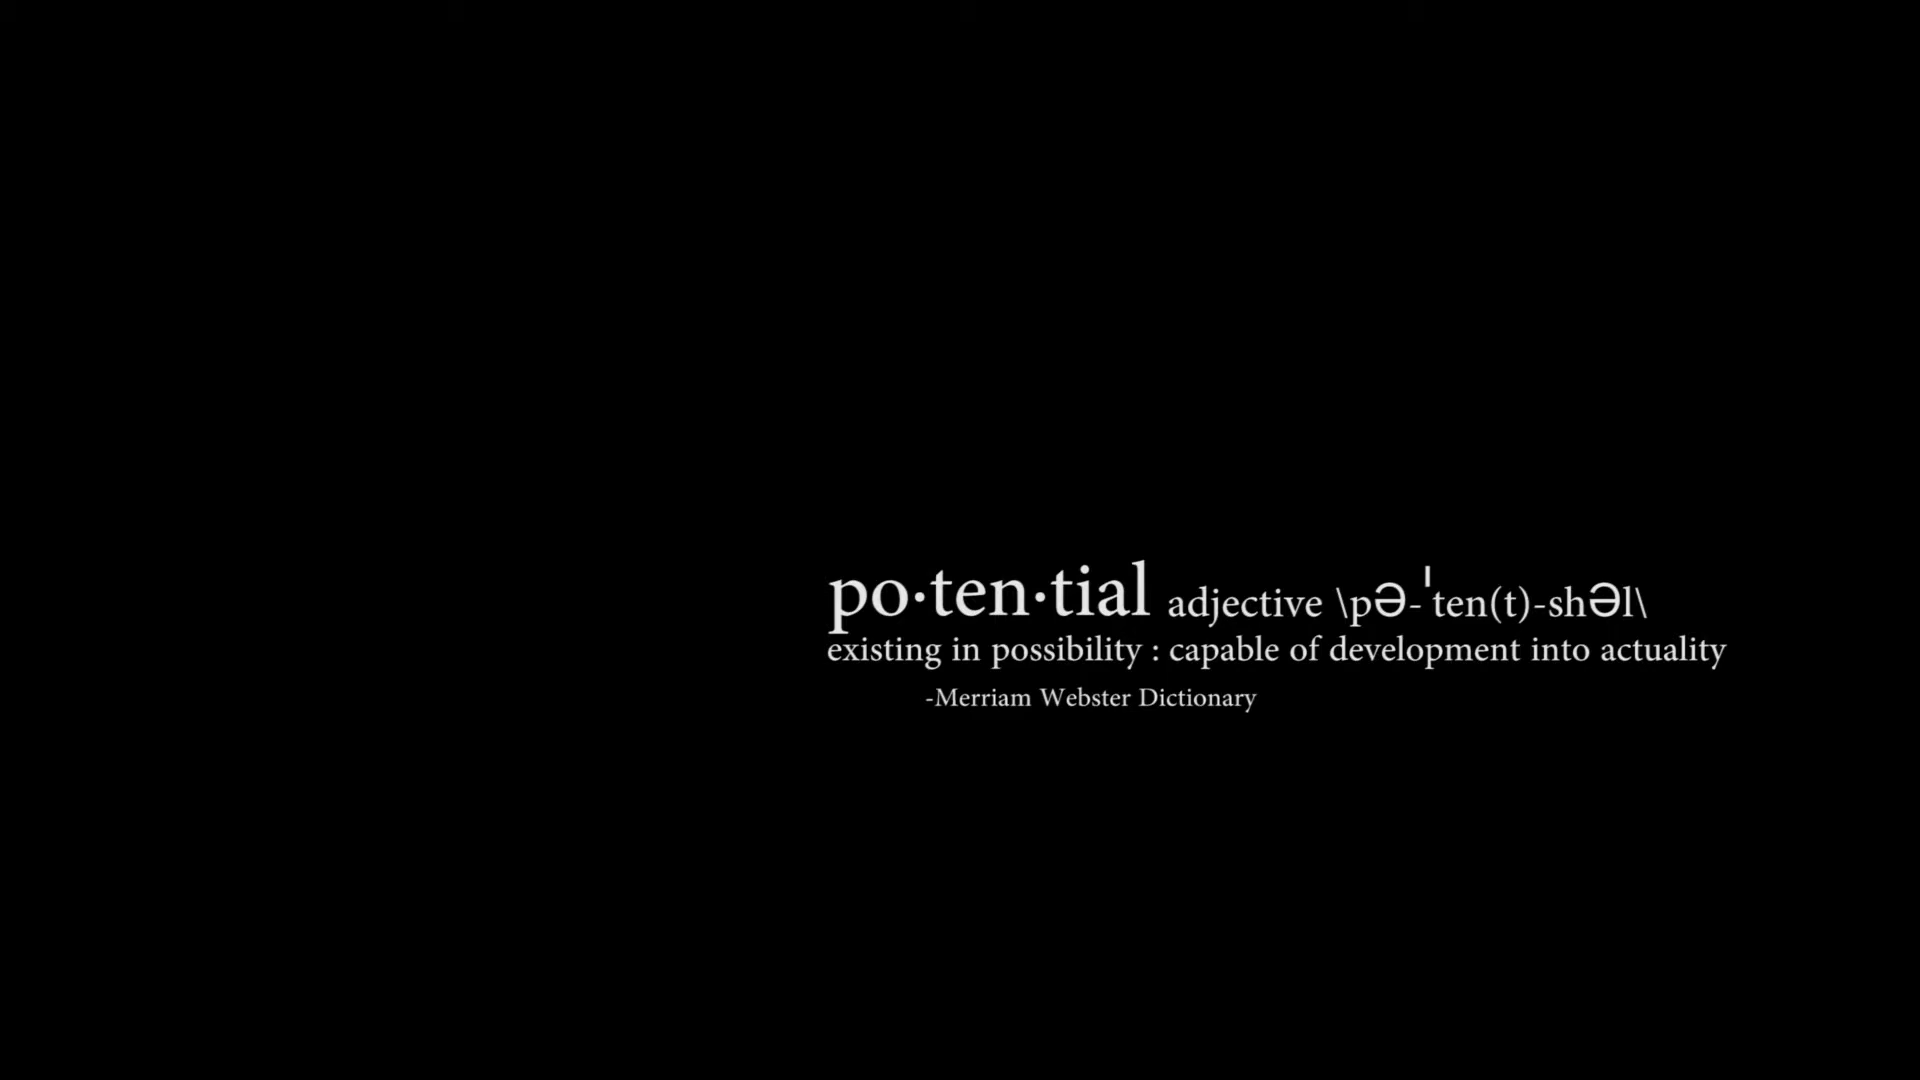 po·ten·tial adjective \pə-ˈten(t)-shəl\
existing in possibility : capable of development into actuality
-Merriam Webster Dictionary